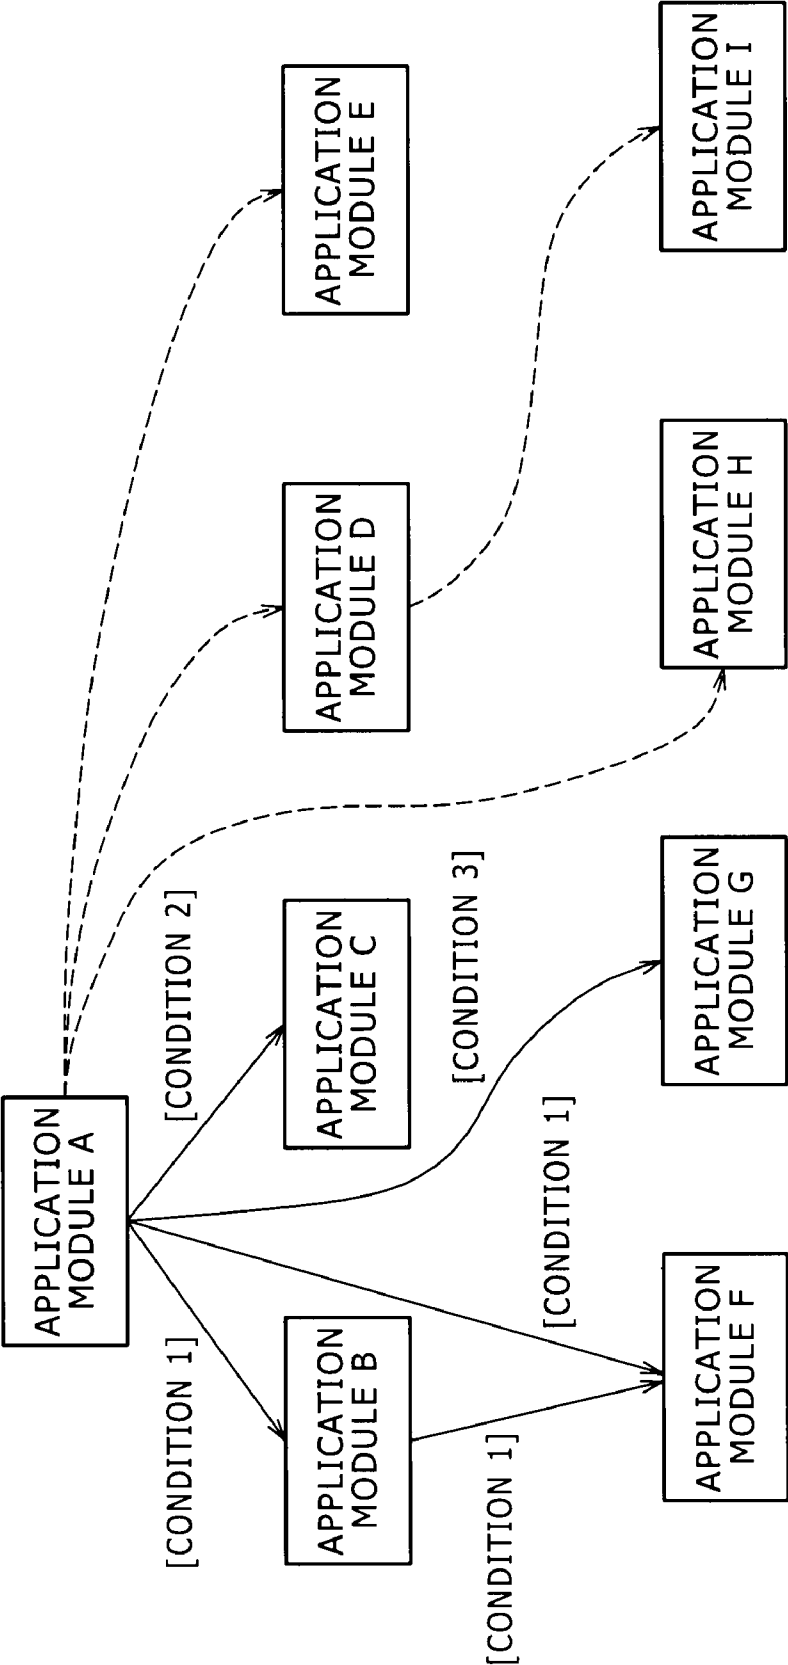 APPLICATION
MODULE A
[CONDITION 1]
[CONDITION 2]
APPLICATION
MODULE B
APPLICATION
MODULE C
APPLICATION
MODULE D
APPLICATION
MODULE E
[CONDITION 1]
[CONDITION 1]
[CONDITION 3]
APPLICATION
MODULE F
APPLICATION
MODULE G
APPLICATION
MODULE H
APPLICATION
MODULE I